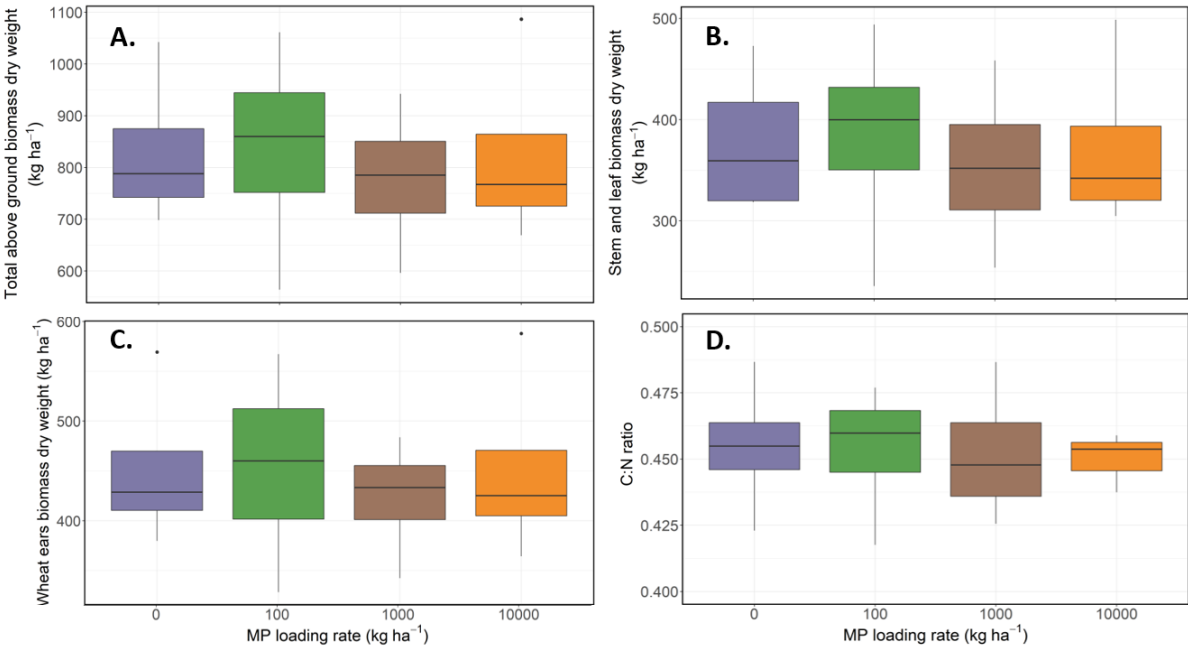 A.
Total above ground biomass dry weight
(kg ha⁻¹)
1100
1000
900
800
700
600
B.
Stem and leaf biomass dry weight
(kg ha⁻¹)
500
400
300
C.
Wheat ears biomass dry weight (kg ha⁻¹)
600
500
400
0
100
1000
10000
MP loading rate (kg ha⁻¹)
D.
C:N ratio
0.500
0.475
0.450
0.425
0.400
0
100
1000
10000
MP loading rate (kg ha⁻¹)